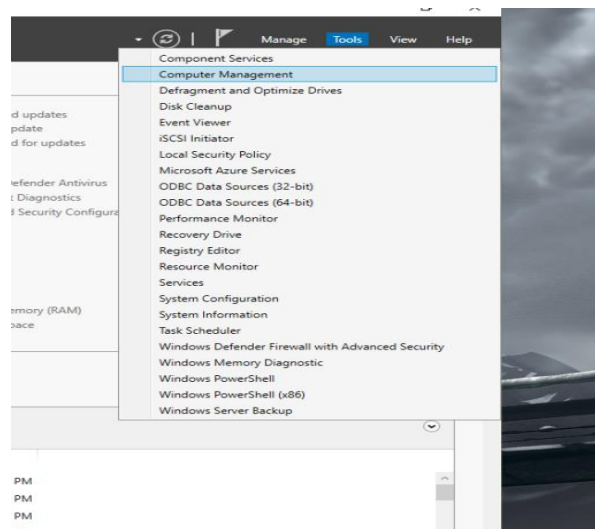 Manage Tools View Help
Component Services
Computer Management
Defragment and Optimize Drives
Disk Cleanup
Event Viewer
iSCSI Initiator
Local Security Policy
Microsoft Azure Services
ODBC Data Sources (32-bit)
ODBC Data Sources (64-bit)
Performance Monitor
Recovery Drive
Registry Editor
Resource Monitor
Services
System Configuration
System Information
Task Scheduler
Windows Defender Firewall with Advanced Security
Windows Memory Diagnostic
Windows PowerShell
Windows PowerShell (x86)
Windows Server Backup
d updates
pdate
d for updates
efender Antivirus
Diagnostics
Security Configura
emory (RAM)
pace
PM
PM
PM